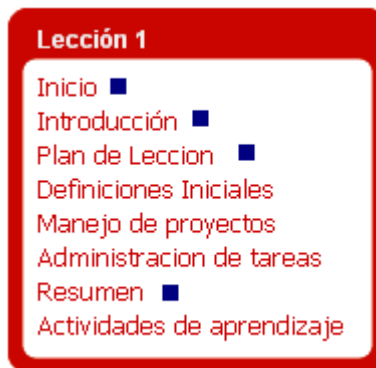 Lección 1
Inicio
Introducción
Plan de Leccion
Definiciones Iniciales
Manejo de proyectos
Administracion de tareas
Resumen
Actividades de aprendizaje